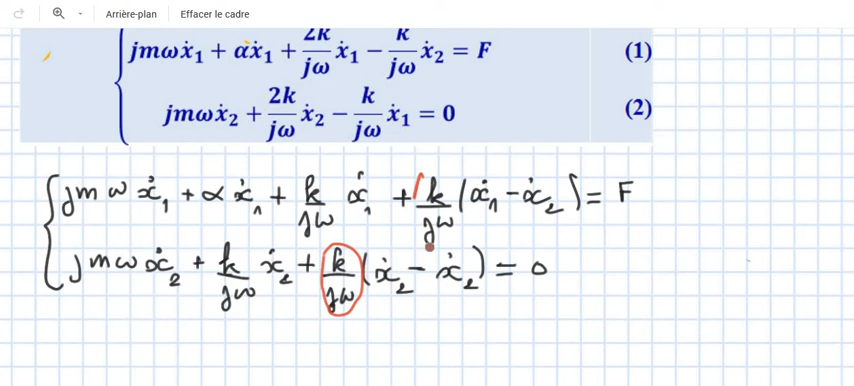 Arrière-plan Effacer le cadre
jmωẋ₁ + αẋ₁ + 2k/jω ẋ₁ − k/jω ẋ₂ = F (1)
jmωẋ₂ + 2k/jω ẋ₂ − k/jω ẋ₁ = 0 (2)
jmωẋ₁ + αẋ₁ + k/jω ẋ₁ + k/jω (ẋ₁ − ẋ₂) = F
jmωẋ₂ + k/jω ẋ₂ + k/jω (ẋ₂ − ẋ₂) = 0